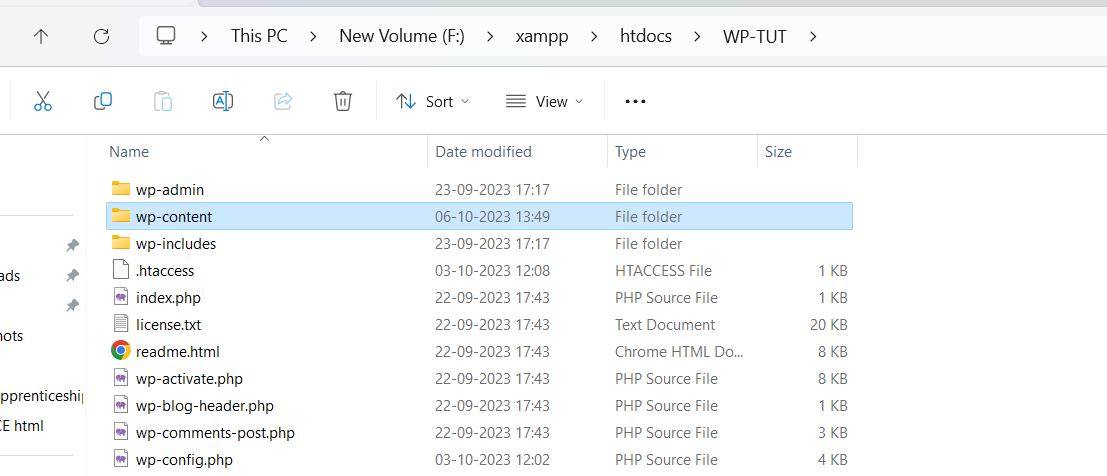 This PC > New Volume (F:) > xampp > htdocs > WP-TUT >
Sort View
Name Date modified Type Size
wp-admin 23-09-2023 17:17 File folder
wp-content 06-10-2023 13:49 File folder
wp-includes 23-09-2023 17:17 File folder
ads .htaccess 03-10-2023 12:08 HTACCESS File 1 KB
index.php 22-09-2023 17:43 PHP Source File 1 KB
license.txt 22-09-2023 17:43 Text Document 20 KB
nots readme.html 22-09-2023 17:43 Chrome HTML Do... 8 KB
wp-activate.php 22-09-2023 17:43 PHP Source File 8 KB
pprenticeship wp-blog-header.php 22-09-2023 17:43 PHP Source File 1 KB
E html wp-comments-post.php 22-09-2023 17:43 PHP Source File 3 KB
wp-config.php 03-10-2023 12:02 PHP Source File 4 KB